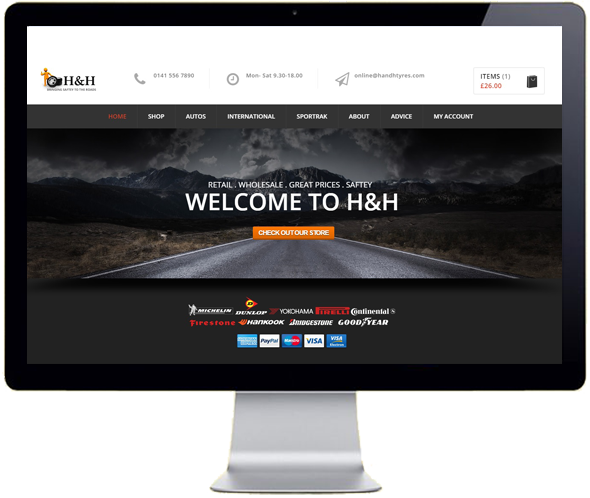 H&H
BRINGING SAFTEY TO THE ROADS
0141 556 7890
Mon- Sat 9.30-18.00
online@handhtyres.com
ITEMS (1)
£26.00
HOME SHOP AUTOS INTERNATIONAL SPORTRAK ABOUT ADVICE MY ACCOUNT
RETAIL . WHOLESALE . GREAT PRICES . SAFTEY
WELCOME TO H&H
CHECK OUT OUR STORE
MICHELIN DUNLOP YOKOHAMA PIRELLI Continental
Firestone HANKOOK BRIDGESTONE GOODYEAR
AMERICAN EXPRESS PayPal Maestro VISA VISA Electron